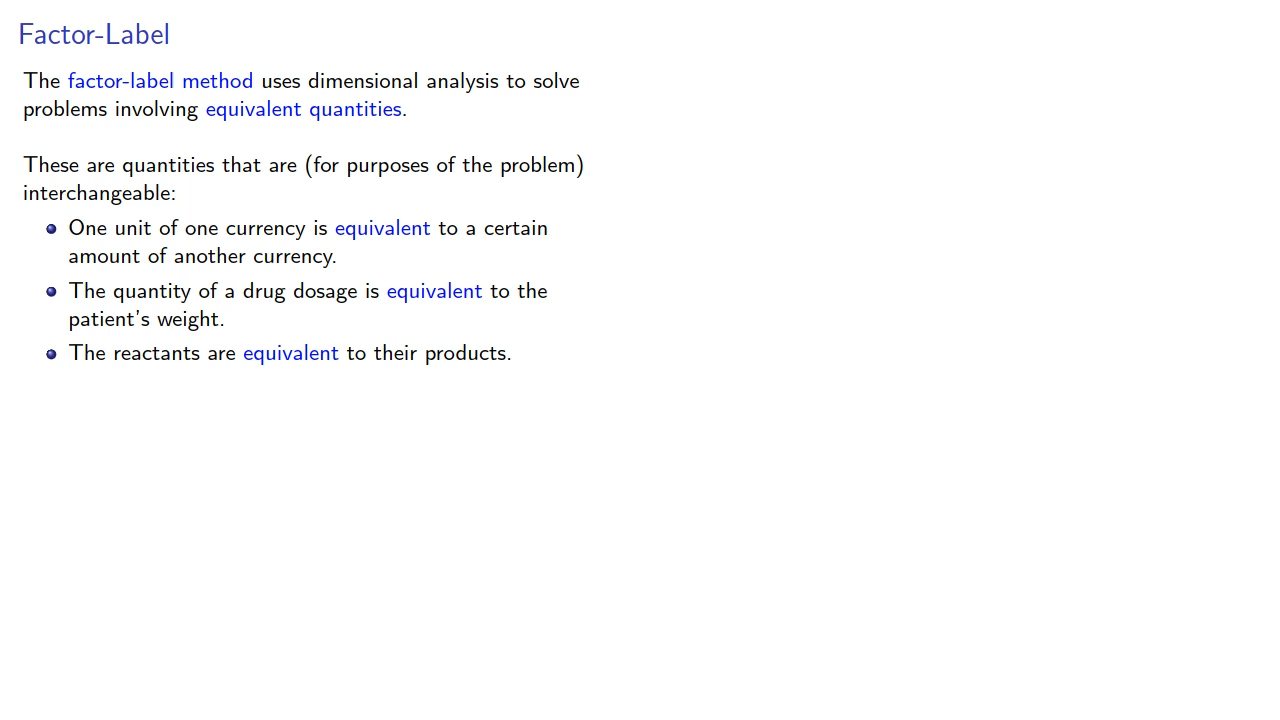 Factor-Label
The factor-label method uses dimensional analysis to solve
problems involving equivalent quantities.
These are quantities that are (for purposes of the problem)
interchangeable:
One unit of one currency is equivalent to a certain
amount of another currency.
The quantity of a drug dosage is equivalent to the
patient's weight.
The reactants are equivalent to their products.